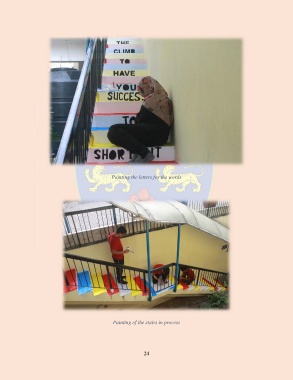 THE
CLIMB
TO
HAVE
YOU
SUCCESS
TO
SHOR
Painting the letters for the words
Painting of the stairs in process
24